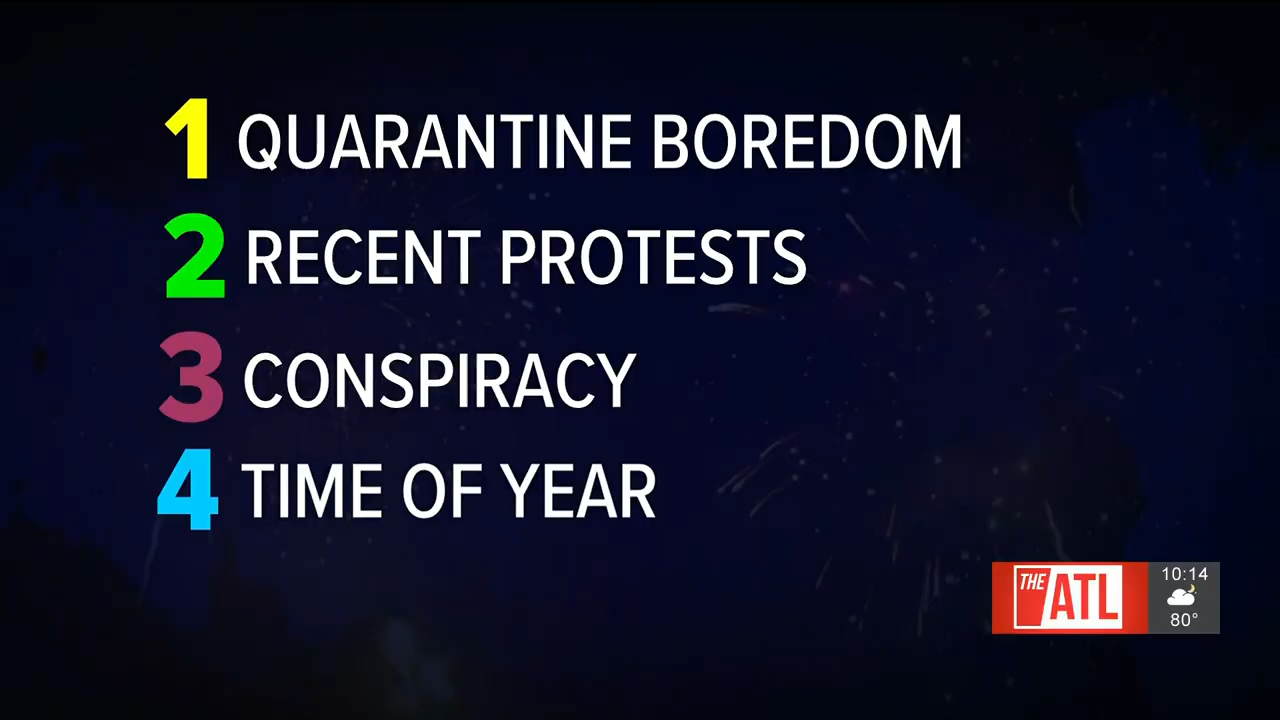 1 QUARANTINE BOREDOM
2 RECENT PROTESTS
3 CONSPIRACY
4 TIME OF YEAR
THE ATL
10:14
80°